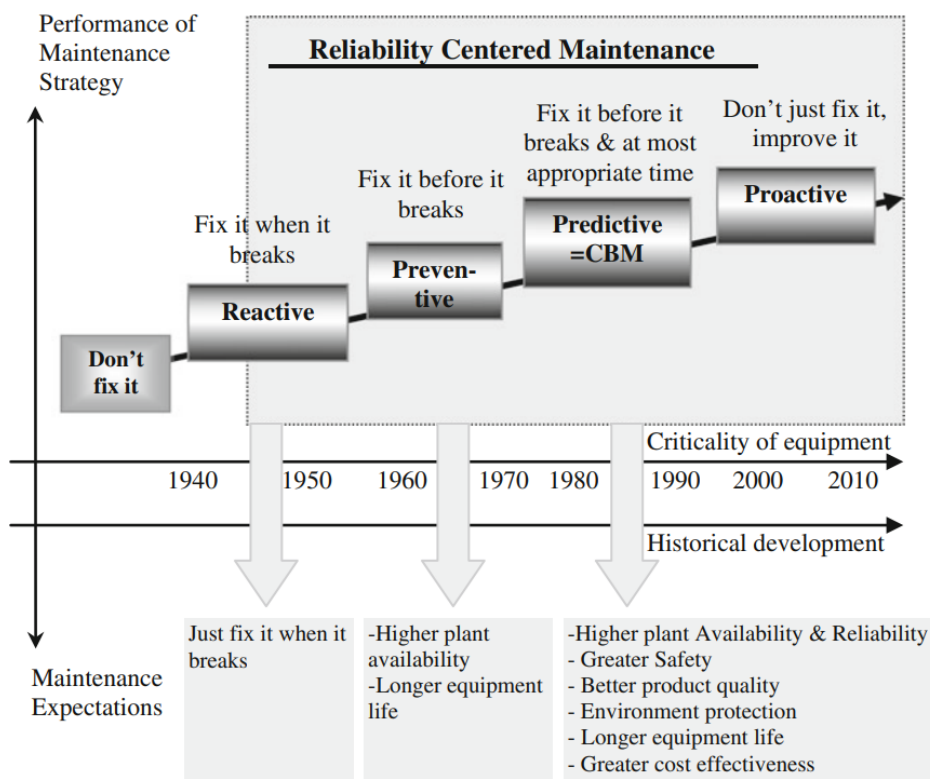 Performance of
Maintenance
Strategy
Reliability Centered Maintenance
Don't just fix it,
improve it
Fix it before it
breaks & at most
appropriate time
Fix it before it
breaks
Fix it when it
breaks
Proactive
Predictive
=CBM
Preven-
tive
Reactive
Don't
fix it
Criticality of equipment
1940 1950 1960 1970 1980 1990 2000 2010
Historical development
Maintenance
Expectations
Just fix it when it
breaks
-Higher plant
availability
-Longer equipment
life
-Higher plant Availability & Reliability
- Greater Safety
- Better product quality
- Environment protection
- Longer equipment life
- Greater cost effectiveness